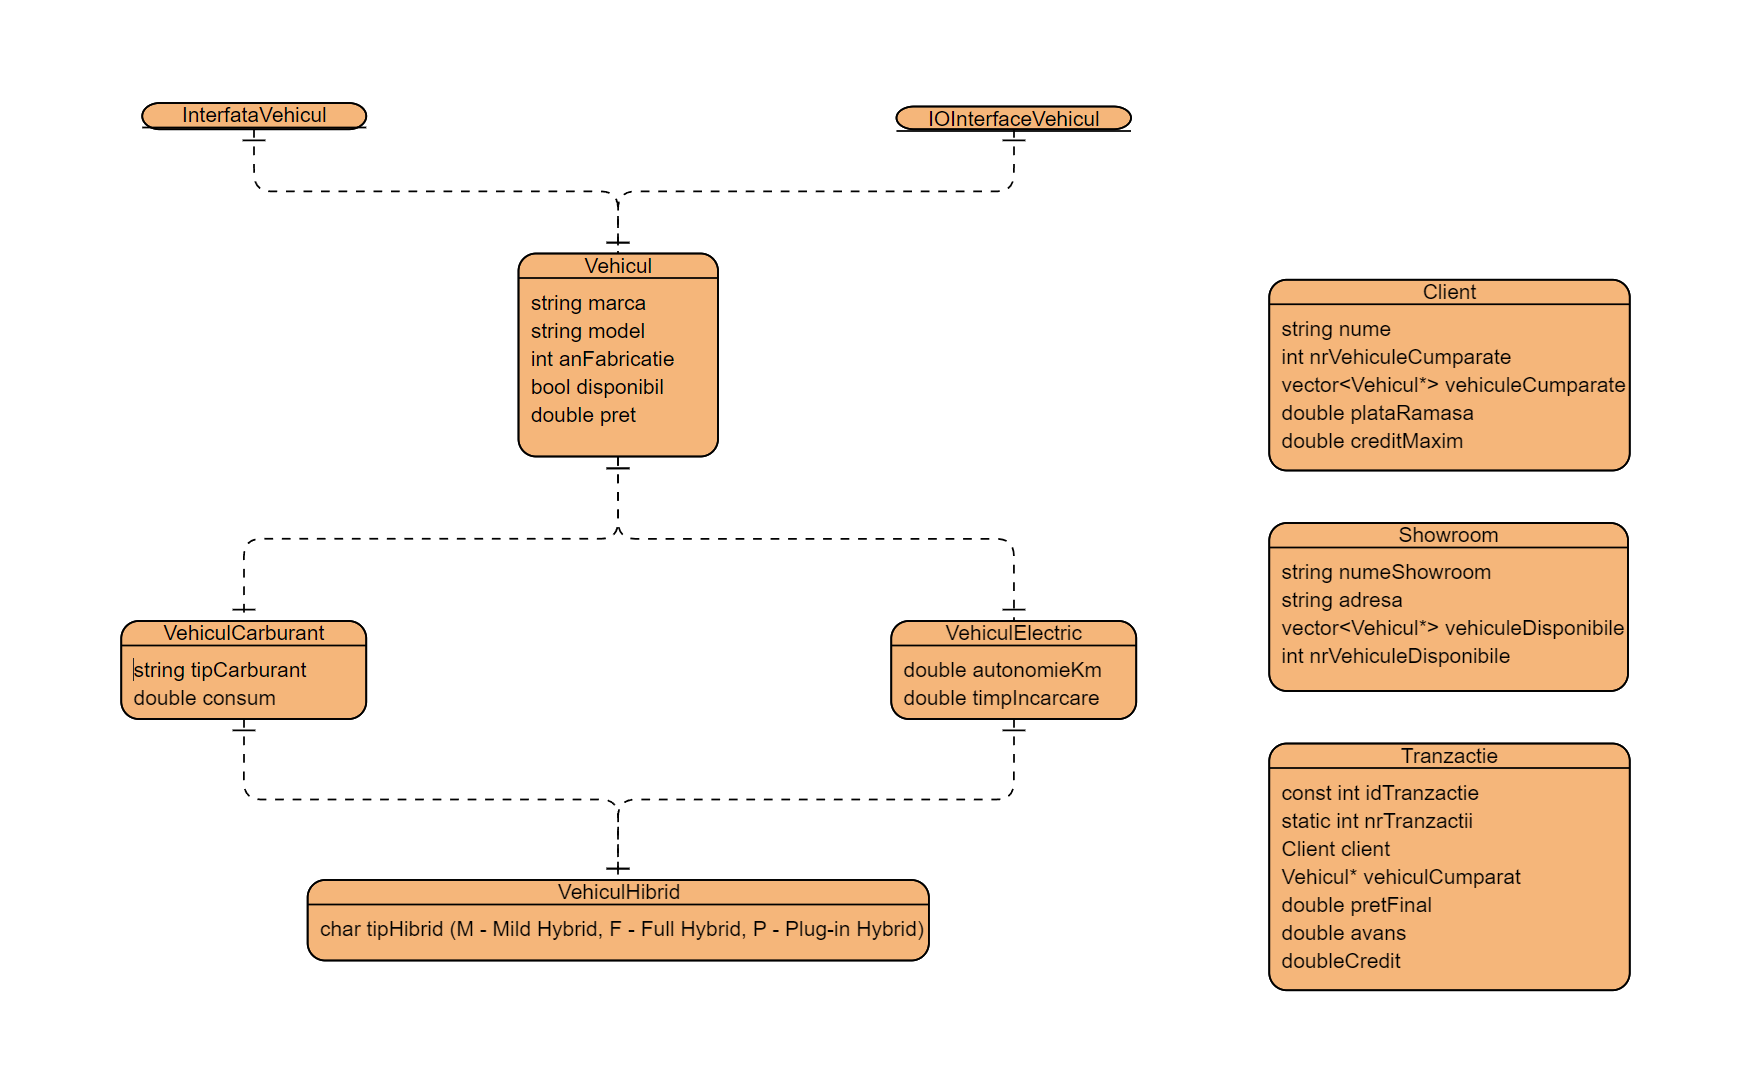 InterfataVehicul
IOInterfaceVehicul
Vehicul
string marca
string model
int anFabricatie
bool disponibil
double pret
Client
string nume
int nrVehiculeCumparate
vector<Vehicul*> vehiculeCumparate
double plataRamasa
double creditMaxim
Showroom
string numeShowroom
string adresa
vector<Vehicul*> vehiculeDisponibile
int nrVehiculeDisponibile
VehiculCarburant
string tipCarburant
double consum
VehiculElectric
double autonomieKm
double timpIncarcare
Tranzactie
const int idTranzactie
static int nrTranzactii
Client client
Vehicul* vehiculCumparat
double pretFinal
double avans
doubleCredit
VehiculHibrid
char tipHibrid (M - Mild Hybrid, F - Full Hybrid, P - Plug-in Hybrid)